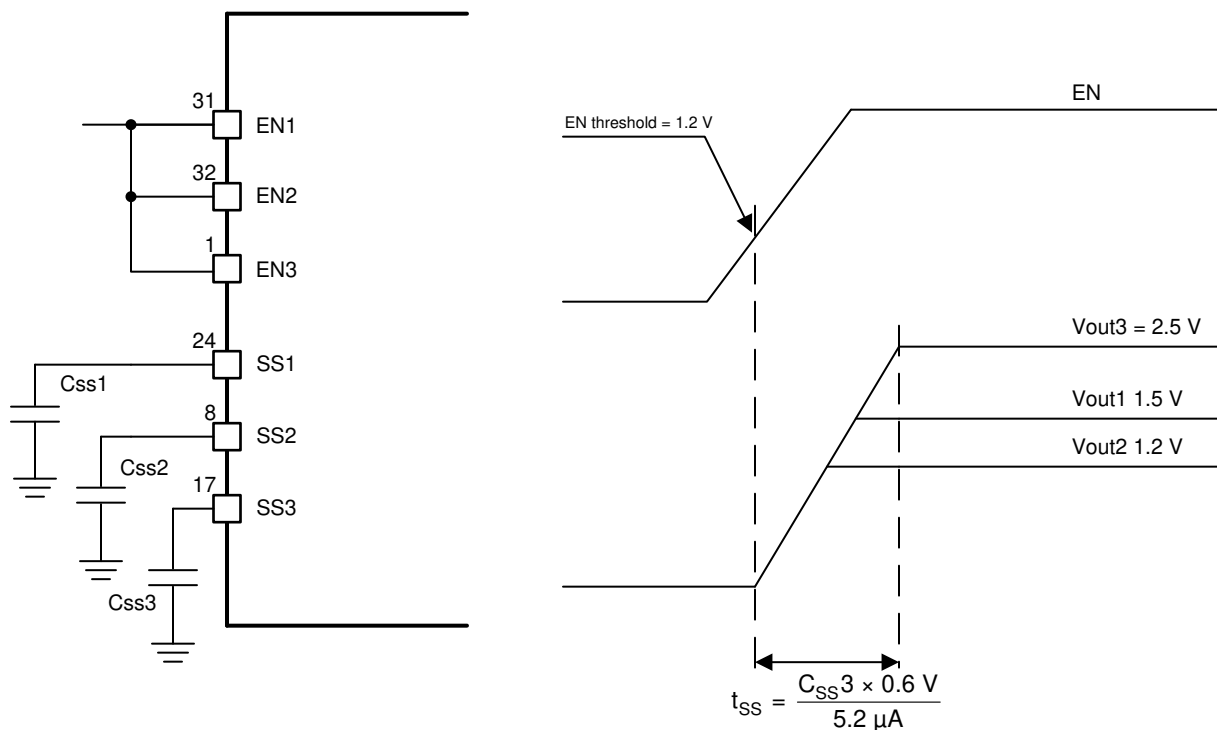 31
EN1
32
EN2
1
EN3
24
SS1
Css1
8
SS2
Css2
17
SS3
Css3
EN
EN threshold = 1.2 V
Vout3 = 2.5 V
Vout1 1.5 V
Vout2 1.2 V
tSS = CSS3 × 0.6 V
5.2 µA